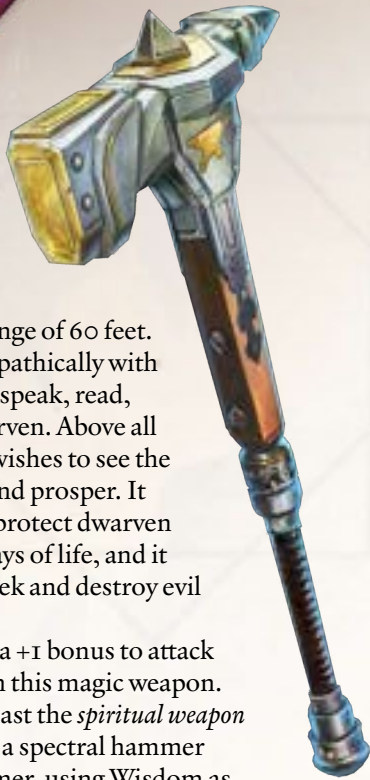 nge of 60 feet.
pathically with
speak, read,
rven. Above all
wishes to see the
nd prosper. It
protect dwarven
ays of life, and it
ek and destroy evil
a +1 bonus to attack
n this magic weapon.
ast the spiritual weapon
a spectral hammer
mer, using Wisdom as